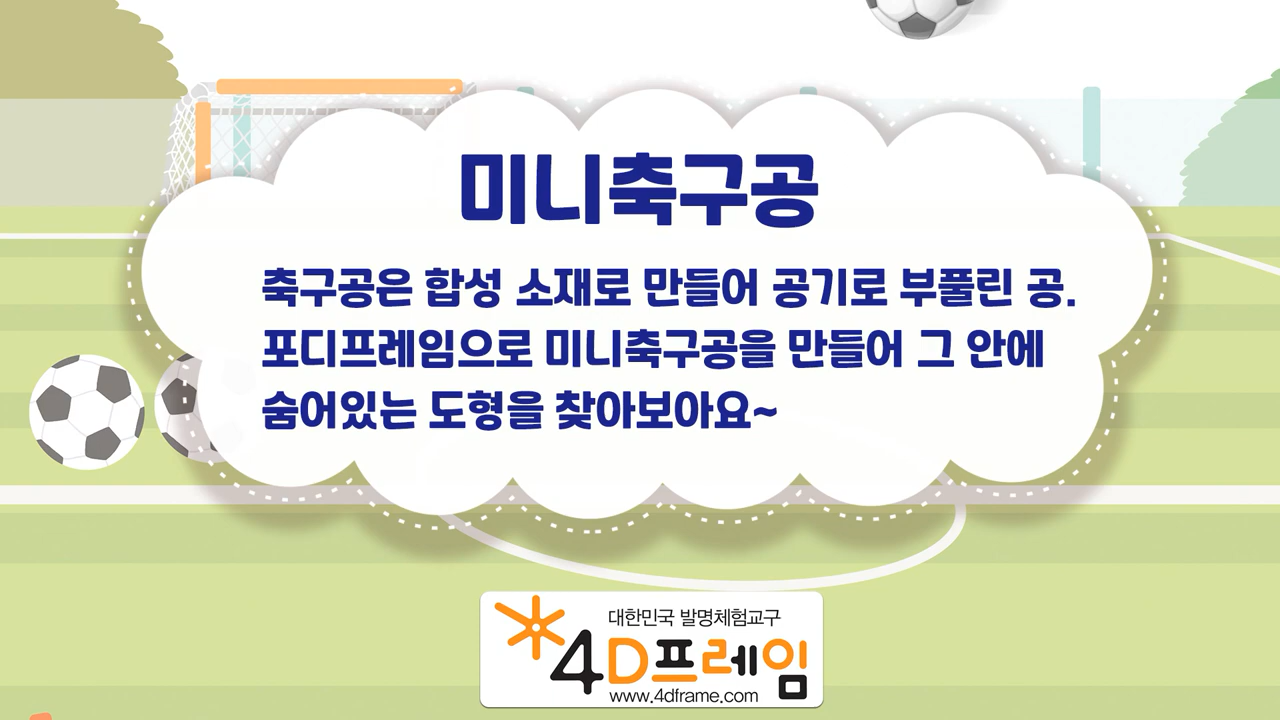 미니축구공
축구공은 합성 소재로 만들어 공기로 부풀린 공.
포디프레임으로 미니축구공을 만들어 그 안에
숨어있는 도형을 찾아보아요~
대한민국 발명체험교구
4D프레임
www.4dframe.com